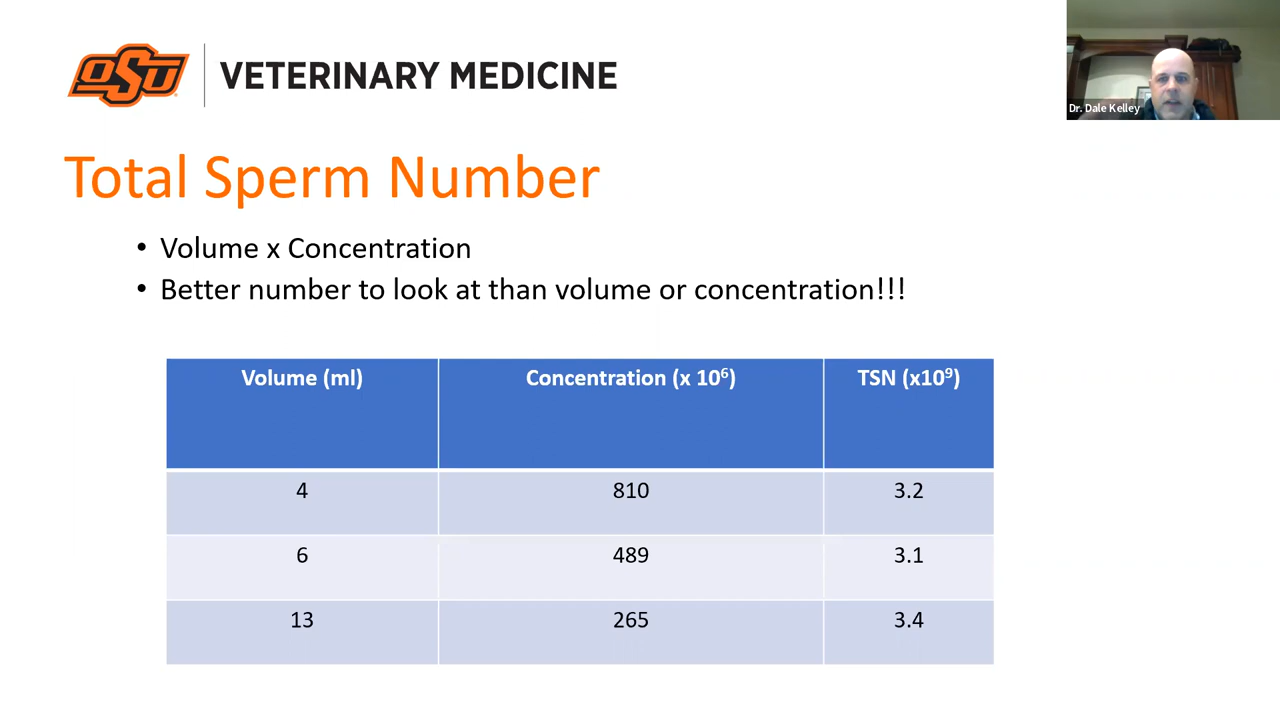 OSU VETERINARY MEDICINE
Dr. Dale Kelley
Total Sperm Number
• Volume x Concentration
• Better number to look at than volume or concentration!!!
Volume (ml) Concentration (x 10⁶) TSN (x10⁹)
4 810 3.2
6 489 3.1
13 265 3.4